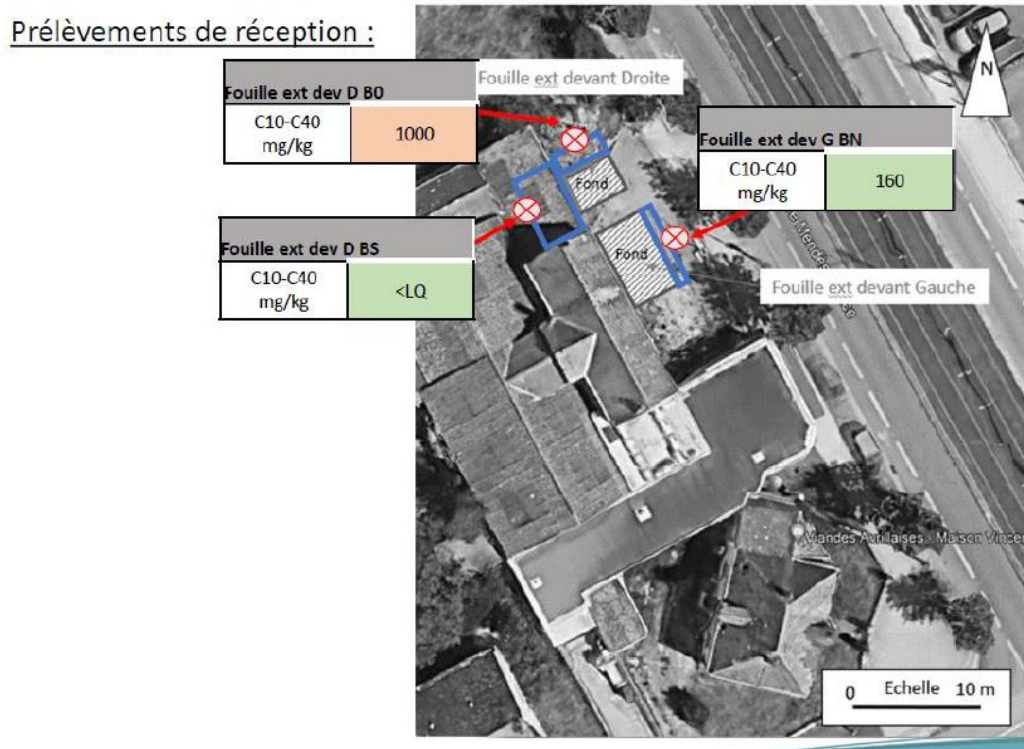 Prélèvements de réception :
Fouille ext dev D B0
C10-C40
mg/kg
1000
Fouille ext devant Droite
N
Fouille ext dev G BN
C10-C40
mg/kg
160
Fond
Fouille ext dev D BS
C10-C40
mg/kg
<LQ
Fond
Fouille ext devant Gauche
Viandes Avrillaises - Maison Vincen
0 Echelle 10 m